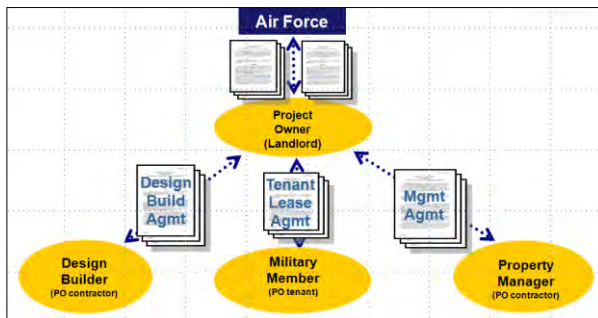 Air Force
Project
Owner
(Landlord)
Design
Build
Agmt
Tenant
Lease
Agmt
Mgmt
Agmt
Design
Builder
(PO contractor)
Military
Member
(PO tenant)
Property
Manager
(PO contractor)